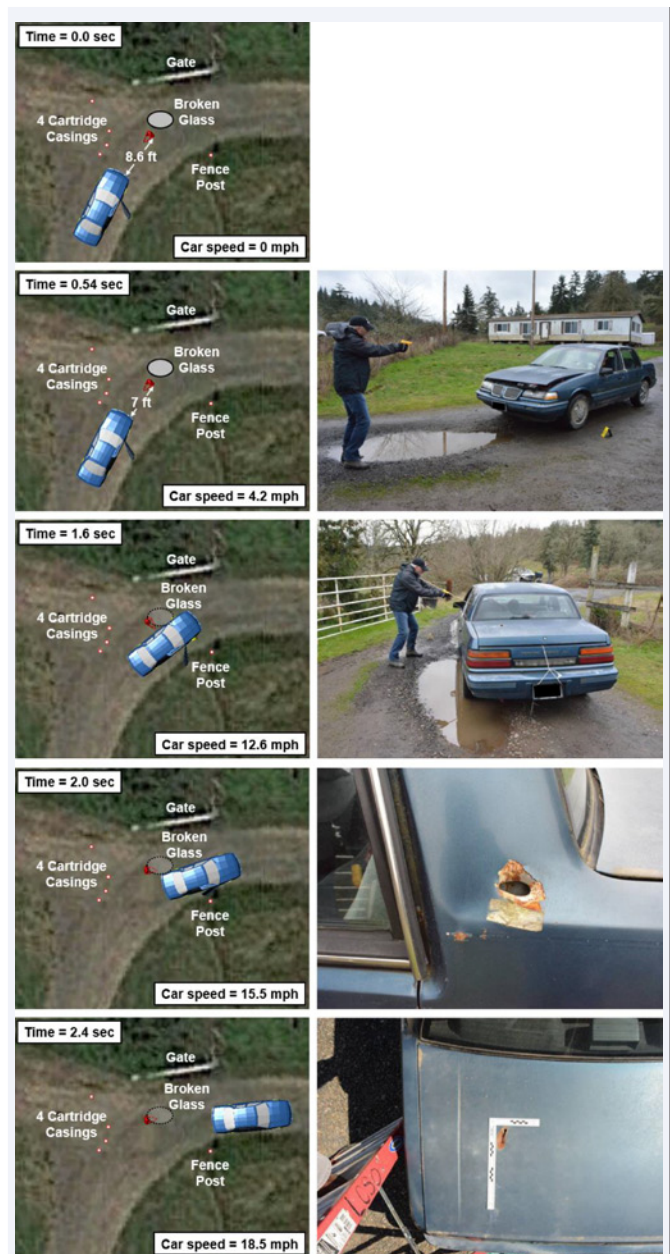 Time = 0.0 sec
Gate
Broken
Glass
4 Cartridge
Casings
8.6 ft
Fence
Post
Car speed = 0 mph
Time = 0.54 sec
Gate
Broken
Glass
4 Cartridge
Casings
7 ft
Fence
Post
Car speed = 4.2 mph
Time = 1.6 sec
Gate
Broken
Glass
4 Cartridge
Casings
Fence
Post
Car speed = 12.6 mph
Time = 2.0 sec
Gate
Broken
Glass
4 Cartridge
Casings
Fence
Post
Car speed = 15.5 mph
Time = 2.4 sec
Gate
Broken
Glass
4 Cartridge
Casings
Fence
Post
Car speed = 18.5 mph
LCSO